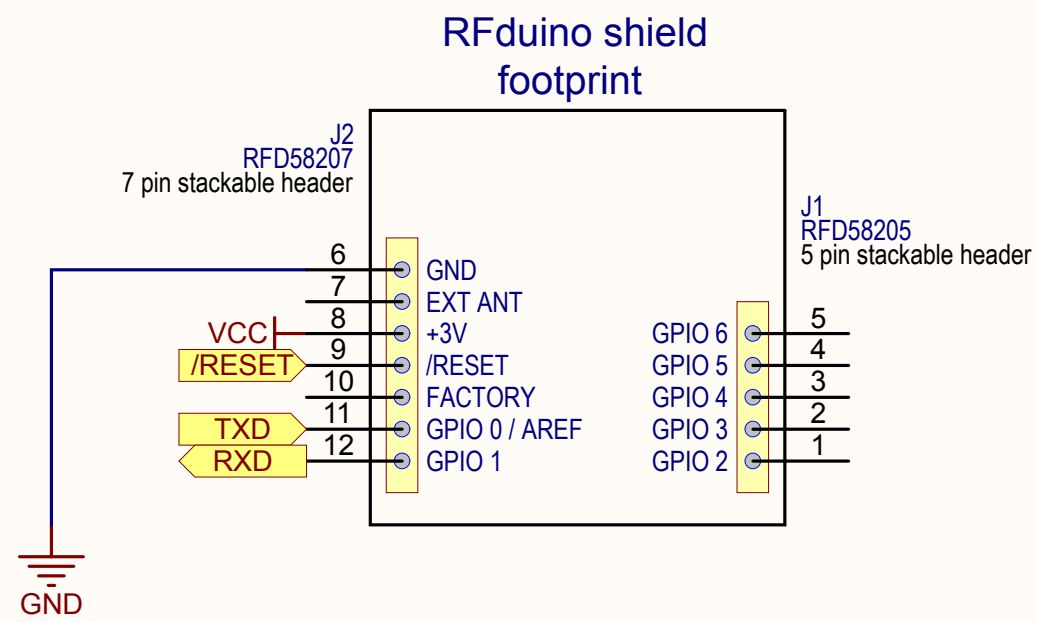 RFduino shield
footprint
J2
RFD58207
7 pin stackable header
J1
RFD58205
5 pin stackable header
6 GND
7 EXT ANT
VCC 8 +3V GPIO 6 5
/RESET 9 /RESET GPIO 5 4
10 FACTORY GPIO 4 3
TXD 11 GPIO 0 / AREF GPIO 3 2
RXD 12 GPIO 1 GPIO 2 1
GND